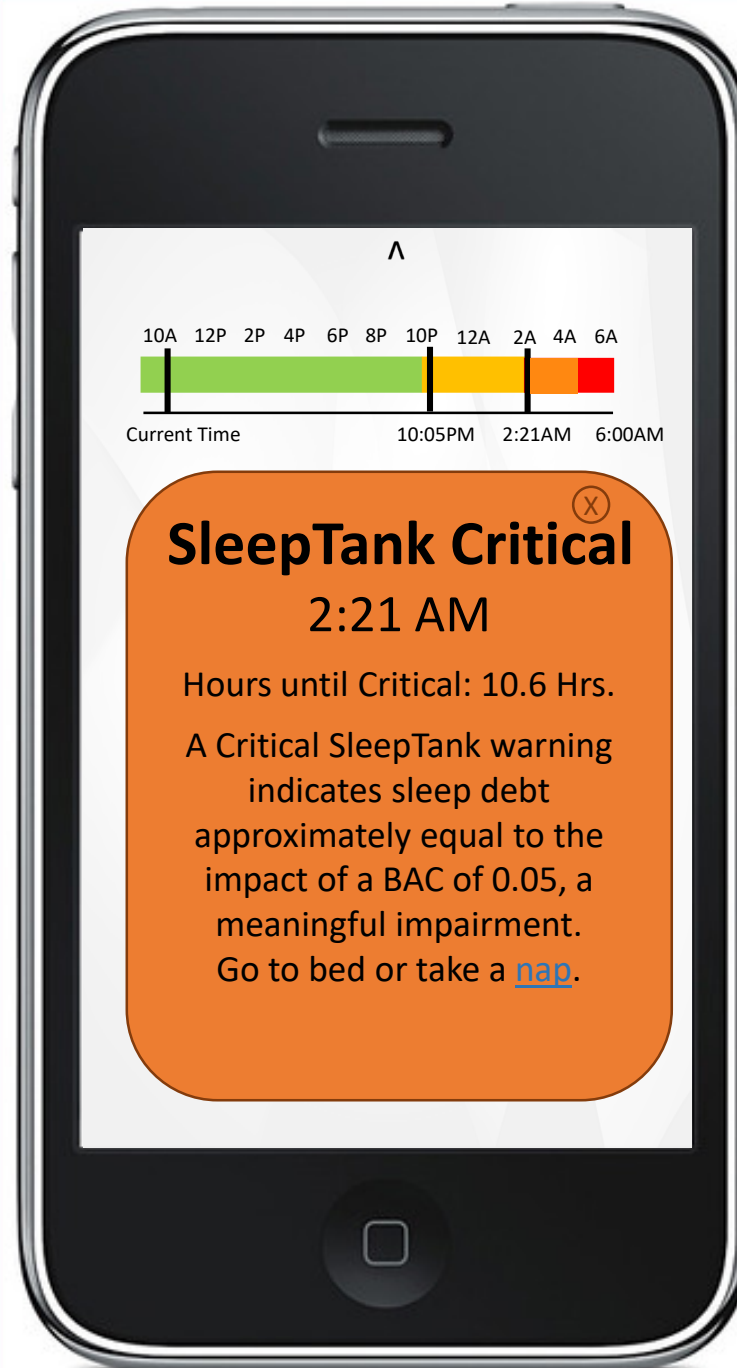 ^
10A 12P 2P 4P 6P 8P 10P 12A 2A 4A 6A
Current Time 10:05PM 2:21AM 6:00AM
X
SleepTank Critical
2:21 AM
Hours until Critical: 10.6 Hrs.
A Critical SleepTank warning
indicates sleep debt
approximately equal to the
impact of a BAC of 0.05, a
meaningful impairment.
Go to bed or take a nap.